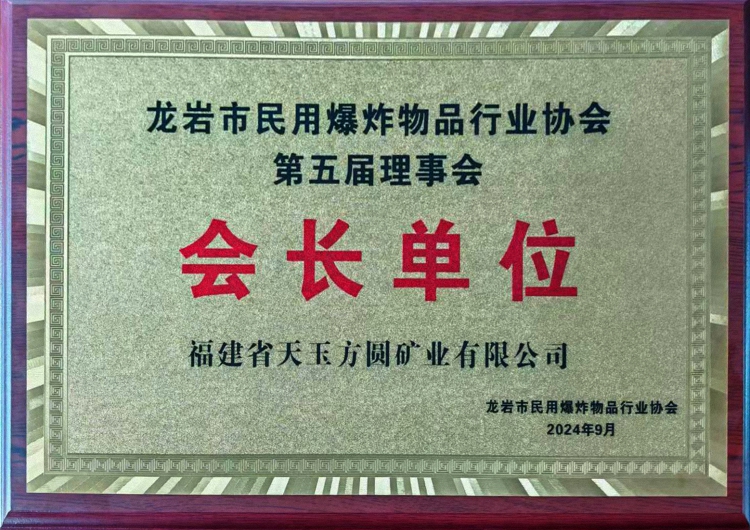 龙岩市民用爆炸物品行业协会
第五届理事会
会长单位
福建省天玉方圆矿业有限公司
龙岩市民用爆炸物品行业协会
2024年9月